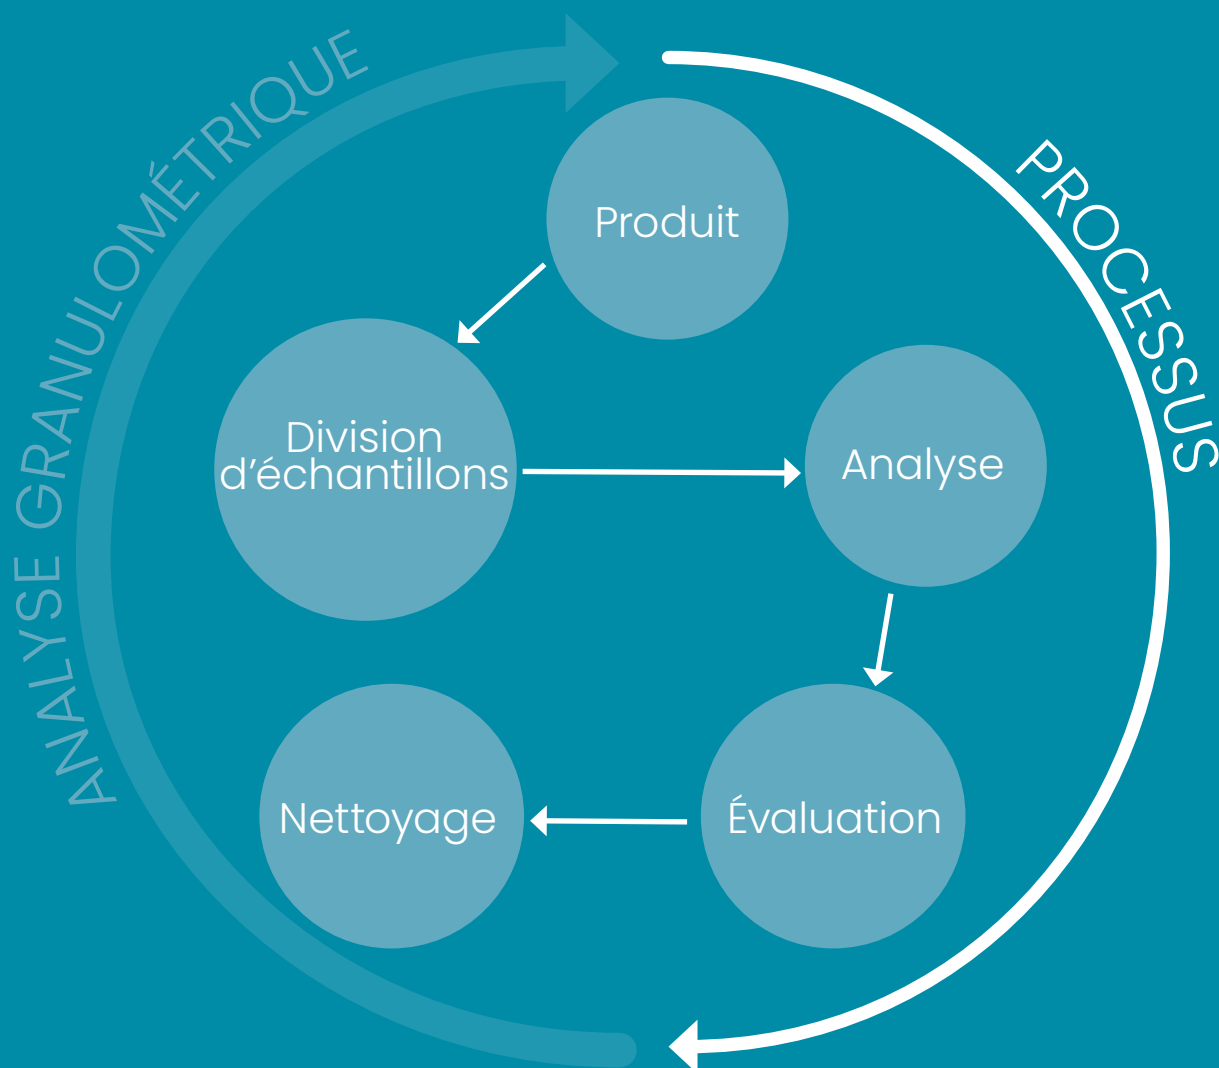 ANALYSE GRANULOMÉTRIQUE
PROCESSUS
Produit
Division
d’échantillons
Analyse
Évaluation
Nettoyage